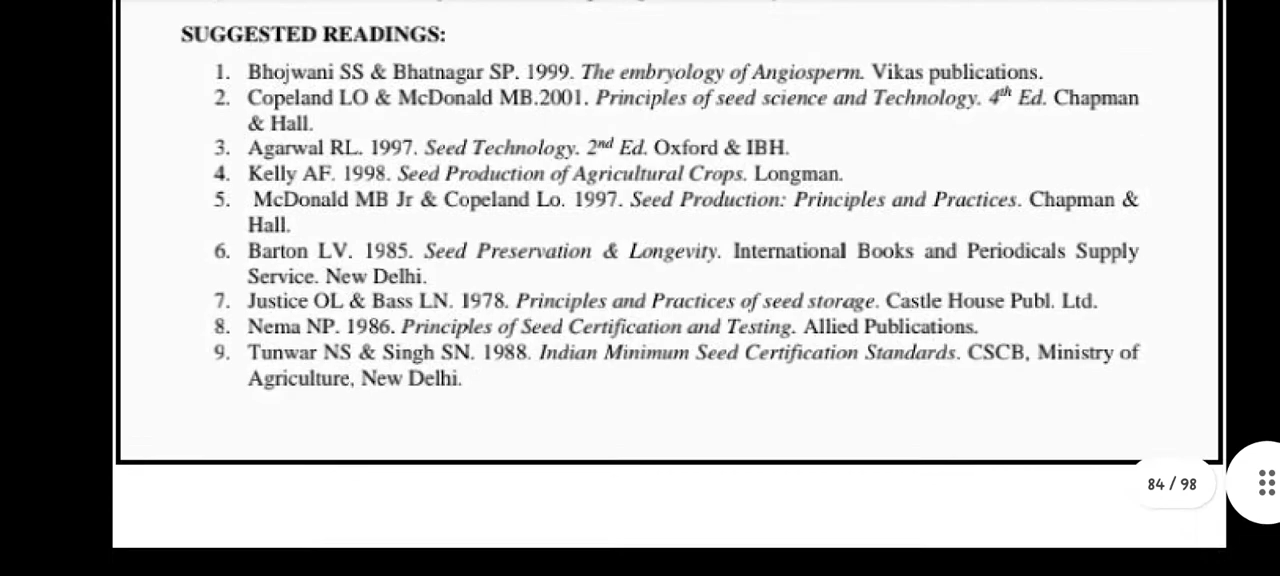 SUGGESTED READINGS:
1. Bhojwani SS & Bhatnagar SP. 1999. The embryology of Angiosperm. Vikas publications.
2. Copeland LO & McDonald MB.2001. Principles of seed science and Technology. 4th Ed. Chapman
& Hall.
3. Agarwal RL. 1997. Seed Technology. 2nd Ed. Oxford & IBH.
4. Kelly AF. 1998. Seed Production of Agricultural Crops. Longman.
5. McDonald MB Jr & Copeland Lo. 1997. Seed Production: Principles and Practices. Chapman &
Hall.
6. Barton LV. 1985. Seed Preservation & Longevity. International Books and Periodicals Supply
Service. New Delhi.
7. Justice OL & Bass LN. 1978. Principles and Practices of seed storage. Castle House Publ. Ltd.
8. Nema NP. 1986. Principles of Seed Certification and Testing. Allied Publications.
9. Tunwar NS & Singh SN. 1988. Indian Minimum Seed Certification Standards. CSCB, Ministry of
Agriculture, New Delhi.
84 / 98